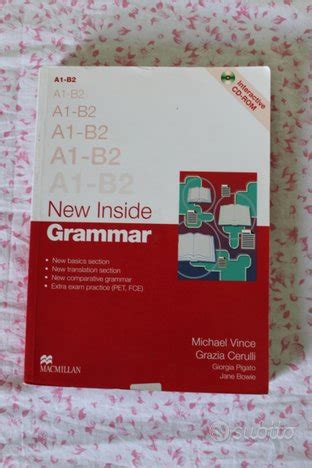 A1-B2
A1-B2
A1-B2
A1-B2
A1-B2
A1-B2
Interactive
CD-ROM
New Inside
Grammar
• New basics section
• New translation section
• New comparative grammar
• Extra exam practice (PET, FCE)
Michael Vince
Grazia Cerulli
Giorgia Pigato
Jane Bowie
MACMILLAN
subito